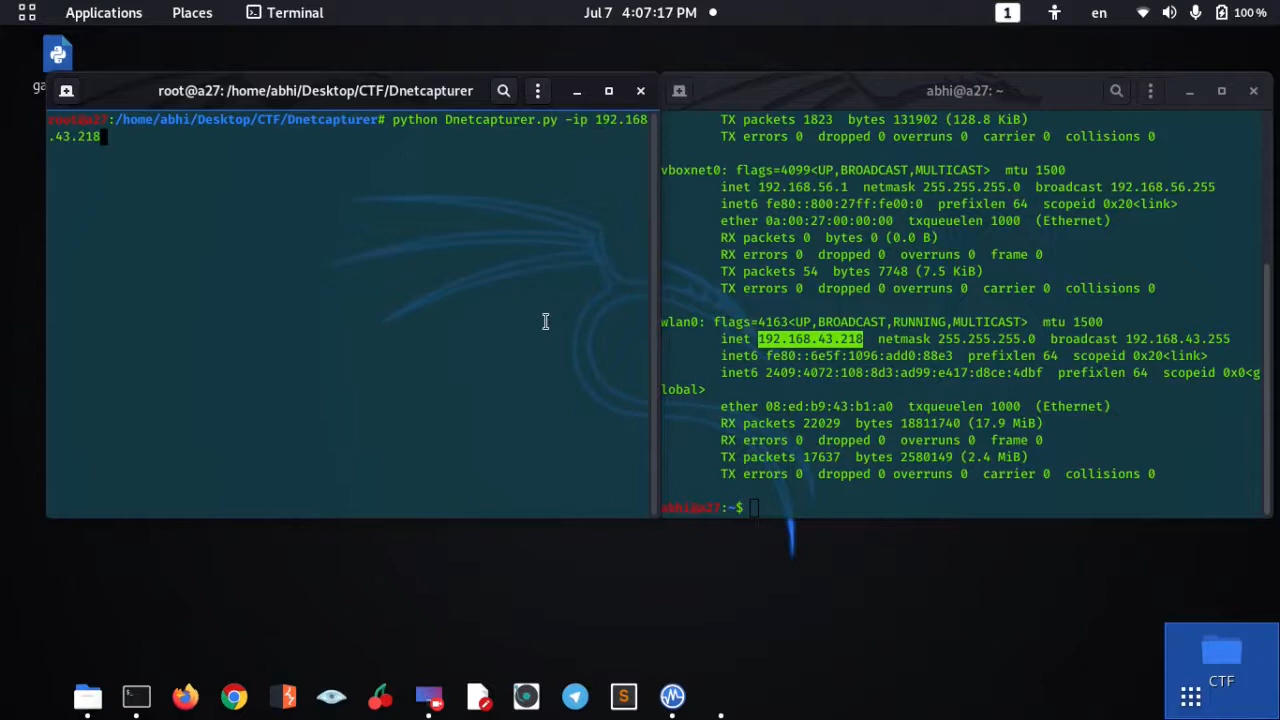 Applications Places Terminal Jul 7 4:07:17 PM 1 en 100 %
root@a27: /home/abhi/Desktop/CTF/Dnetcapturer
root@a27:/home/abhi/Desktop/CTF/Dnetcapturer# python Dnetcapturer.py -ip 192.168
.43.218
abhi@a27: ~
TX packets 1823 bytes 131902 (128.8 KiB)
TX errors 0 dropped 0 overruns 0 carrier 0 collisions 0
vboxnet0: flags=4099<UP,BROADCAST,MULTICAST> mtu 1500
inet 192.168.56.1 netmask 255.255.255.0 broadcast 192.168.56.255
inet6 fe80::800:27ff:fe00:0 prefixlen 64 scopeid 0x20<link>
ether 0a:00:27:00:00:00 txqueuelen 1000 (Ethernet)
RX packets 0 bytes 0 (0.0 B)
RX errors 0 dropped 0 overruns 0 frame 0
TX packets 54 bytes 7748 (7.5 KiB)
TX errors 0 dropped 0 overruns 0 carrier 0 collisions 0
wlan0: flags=4163<UP,BROADCAST,RUNNING,MULTICAST> mtu 1500
inet 192.168.43.218 netmask 255.255.255.0 broadcast 192.168.43.255
inet6 fe80::6e5f:1096:add0:88e3 prefixlen 64 scopeid 0x20<link>
inet6 2409:4072:108:8d3:ad99:e417:d8ce:4dbf prefixlen 64 scopeid 0x0<g
lobal>
ether 08:ed:b9:43:b1:a0 txqueuelen 1000 (Ethernet)
RX packets 22029 bytes 18811740 (17.9 MiB)
RX errors 0 dropped 0 overruns 0 frame 0
TX packets 17637 bytes 2580149 (2.4 MiB)
TX errors 0 dropped 0 overruns 0 carrier 0 collisions 0
abhi@a27:~$
CTF